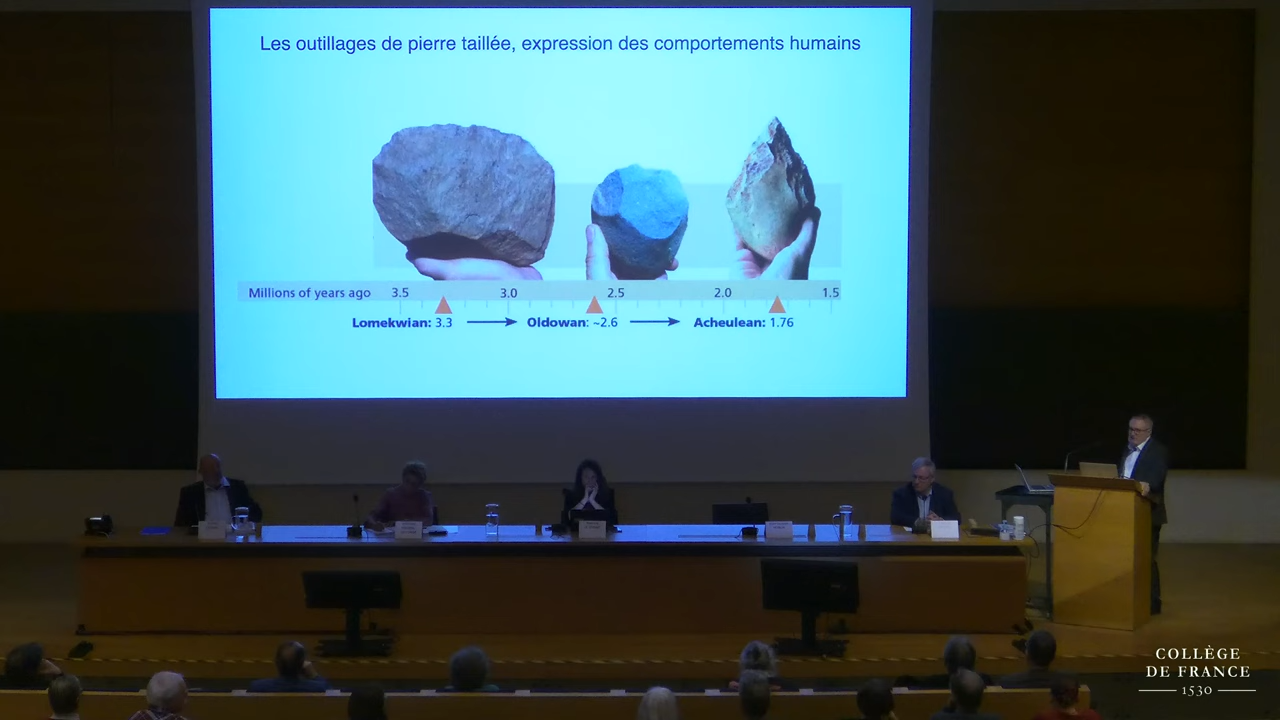 Les outillages de pierre taillée, expression des comportements humains
Millions of years ago 3.5 3.0 2.5 2.0 1.5
Lomekwian: 3.3 Oldowan: ~2.6 Acheulean: 1.76
COLLÈGE
DE FRANCE
1530